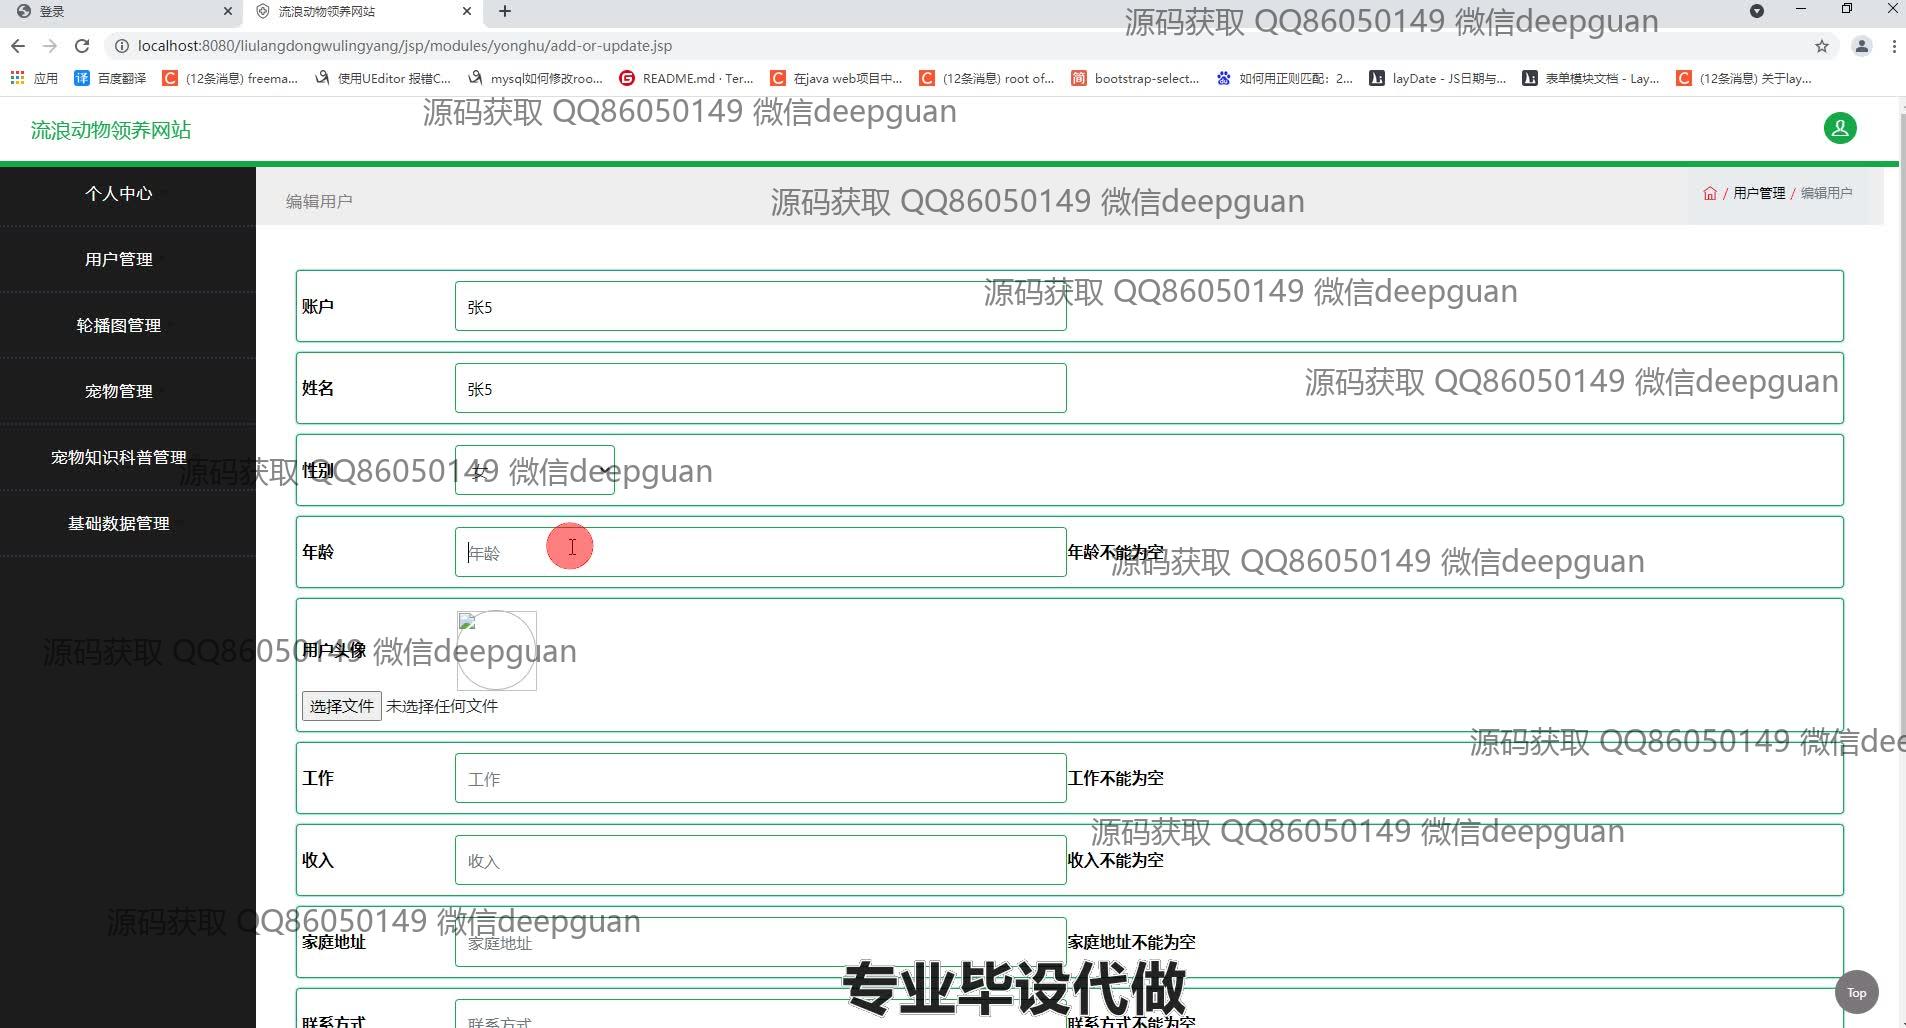 登录
流浪动物领养网站
源码获取 QQ86050149 微信deepguan
localhost:8080/liulangdongwulingyang/jsp/modules/yonghu/add-or-update.jsp
应用
百度翻译
(12条消息) freema...
使用UEditor 报错C...
mysql如何修改roo...
README.md · Ter...
在java web项目中...
(12条消息) root of...
bootstrap-select...
如何用正则匹配：2...
layDate - JS日期与...
表单模块文档 - Lay...
(12条消息) 关于lay...
源码获取 QQ86050149 微信deepguan
流浪动物领养网站
个人中心
用户管理
轮播图管理
宠物管理
宠物知识科普管理
基础数据管理
编辑用户
源码获取 QQ86050149 微信deepguan
/ 用户管理 / 编辑用户
源码获取 QQ86050149 微信deepguan
账户
张5
姓名
张5
源码获取 QQ86050149 微信deepguan
性别
女
源码获取 QQ86050149 微信deepguan
年龄
年龄
年龄不能为空
源码获取 QQ86050149 微信deepguan
用户头像
源码获取 QQ86050149 微信deepguan
选择文件 未选择任何文件
源码获取 QQ86050149 微信dee
工作
工作
工作不能为空
源码获取 QQ86050149 微信deepguan
收入
收入
收入不能为空
源码获取 QQ86050149 微信deepguan
家庭地址
家庭地址
家庭地址不能为空
专业毕设代做
Top
联系方式
联系方式
联系方式不能为空